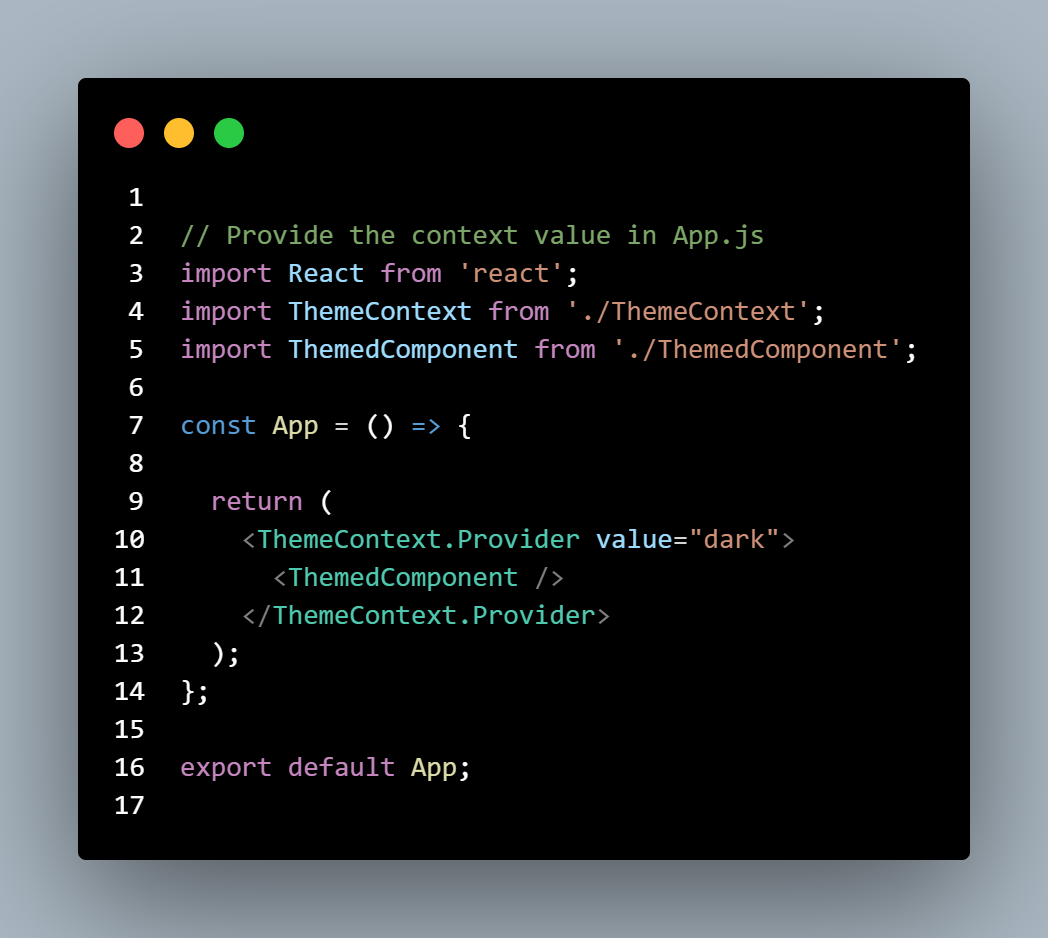 1
2 // Provide the context value in App.js
3 import React from 'react';
4 import ThemeContext from './ThemeContext';
5 import ThemedComponent from './ThemedComponent';
6
7 const App = () => {
8
9   return (
10     <ThemeContext.Provider value="dark">
11       <ThemedComponent />
12     </ThemeContext.Provider>
13   );
14 };
15
16 export default App;
17